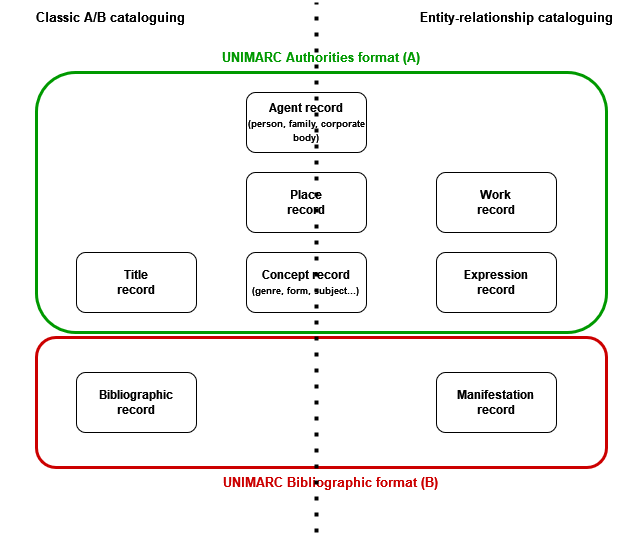 Classic A/B cataloguing
Entity-relationship cataloguing
UNIMARC Authorities format (A)
Agent record
(person, family, corporate
body)
Place
record
Work
record
Title
record
Concept record
(genre, form, subject...)
Expression
record
Bibliographic
record
Manifestation
record
UNIMARC Bibliographic format (B)